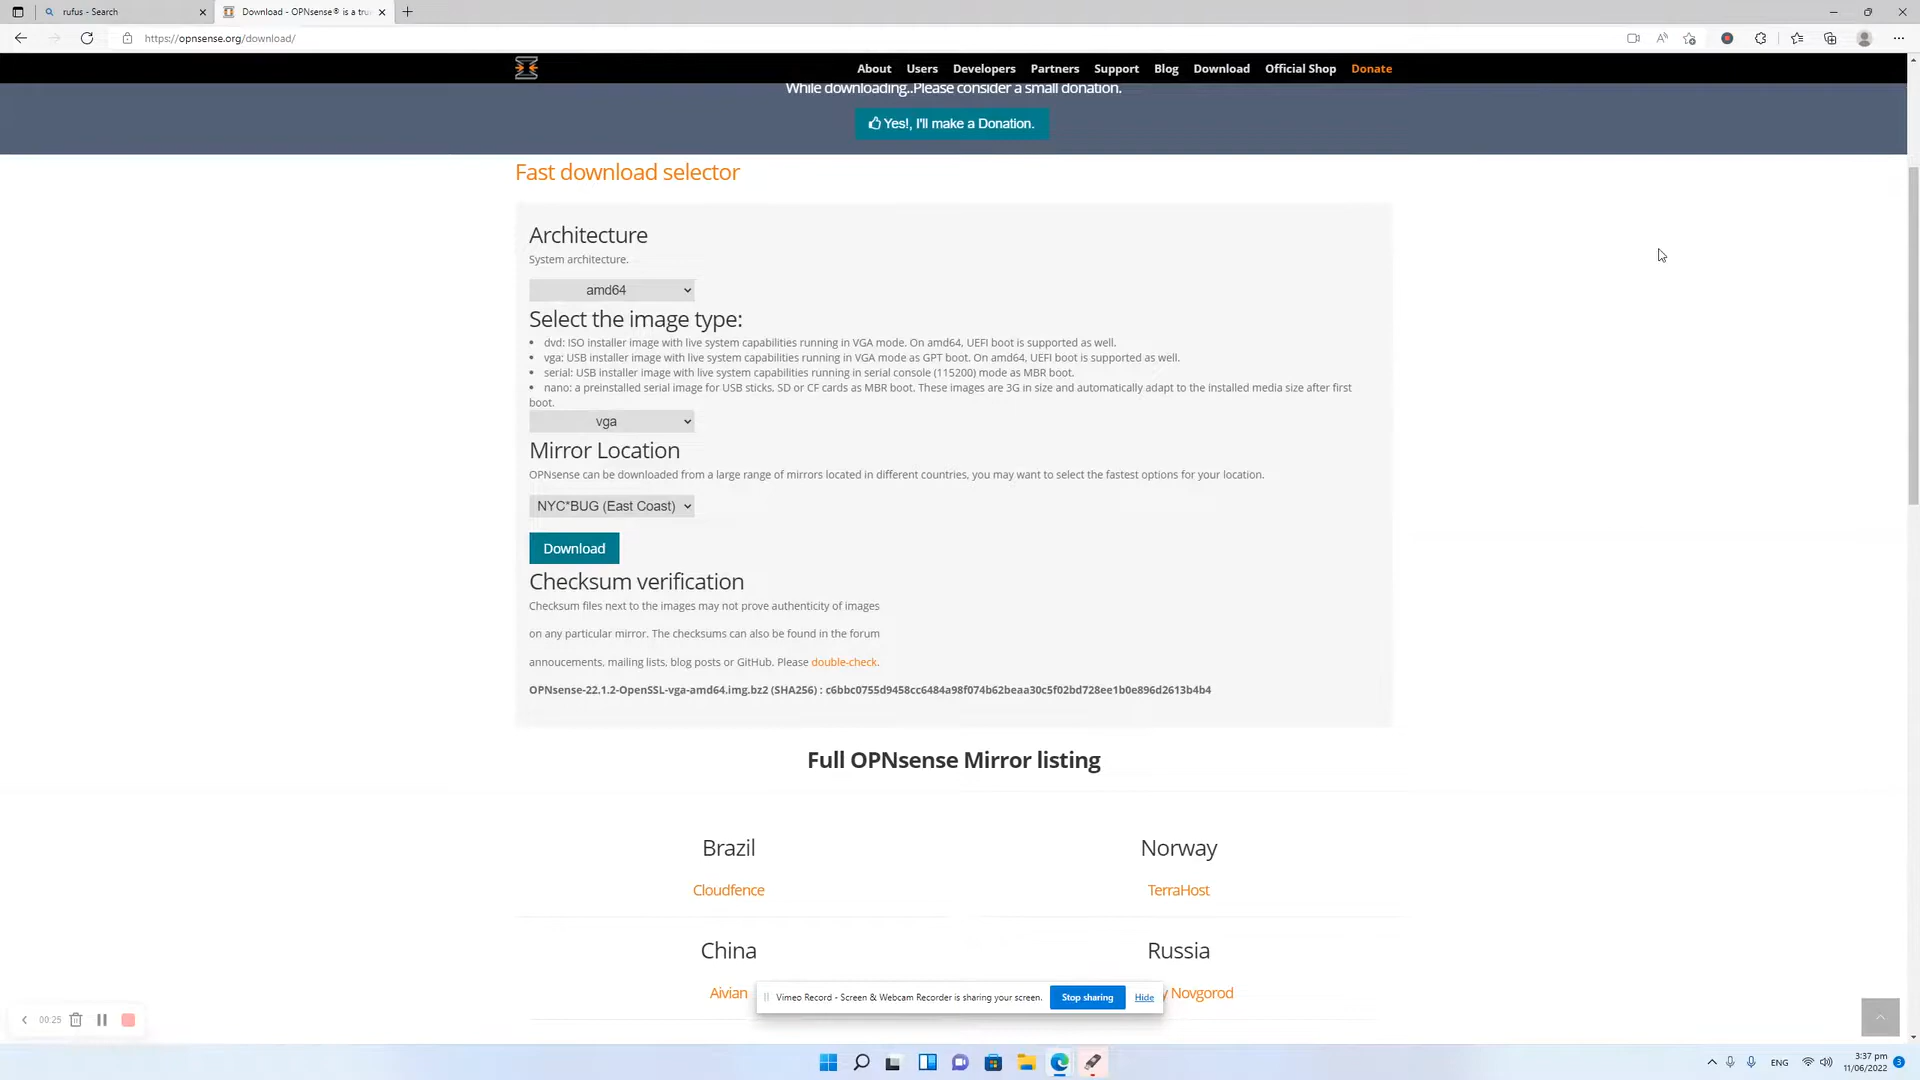 rufus - Search
Download - OPNsense® is a tru
https://opnsense.org/download/
About Users Developers Partners Support Blog Download Official Shop Donate
While downloading..Please consider a small donation.
Yes!, I'll make a Donation.
Fast download selector
Architecture
System architecture.
amd64
Select the image type:
• dvd: ISO installer image with live system capabilities running in VGA mode. On amd64, UEFI boot is supported as well.
• vga: USB installer image with live system capabilities running in VGA mode as GPT boot. On amd64, UEFI boot is supported as well.
• serial: USB installer image with live system capabilities running in serial console (115200) mode as MBR boot.
• nano: a preinstalled serial image for USB sticks, SD or CF cards as MBR boot. These images are 3G in size and automatically adapt to the installed media size after first
boot.
vga
Mirror Location
OPNsense can be downloaded from a large range of mirrors located in different countries, you may want to select the fastest options for your location.
NYC*BUG (East Coast)
Download
Checksum verification
Checksum files next to the images may not prove authenticity of images
on any particular mirror. The checksums can also be found in the forum
annoucements, mailing lists, blog posts or GitHub. Please double-check.
OPNsense-22.1.2-OpenSSL-vga-amd64.img.bz2 (SHA256) : c6bbc0755d9458cc6484a98f074b62beaa30c5f02bd728ee1b0e896d2613b4b4
Full OPNsense Mirror listing
Brazil Norway
Cloudfence TerraHost
China Russia
Aivian y Novgorod
Vimeo Record - Screen & Webcam Recorder is sharing your screen. Stop sharing Hide
00:25
ENG
3:37 pm
11/06/2022
3